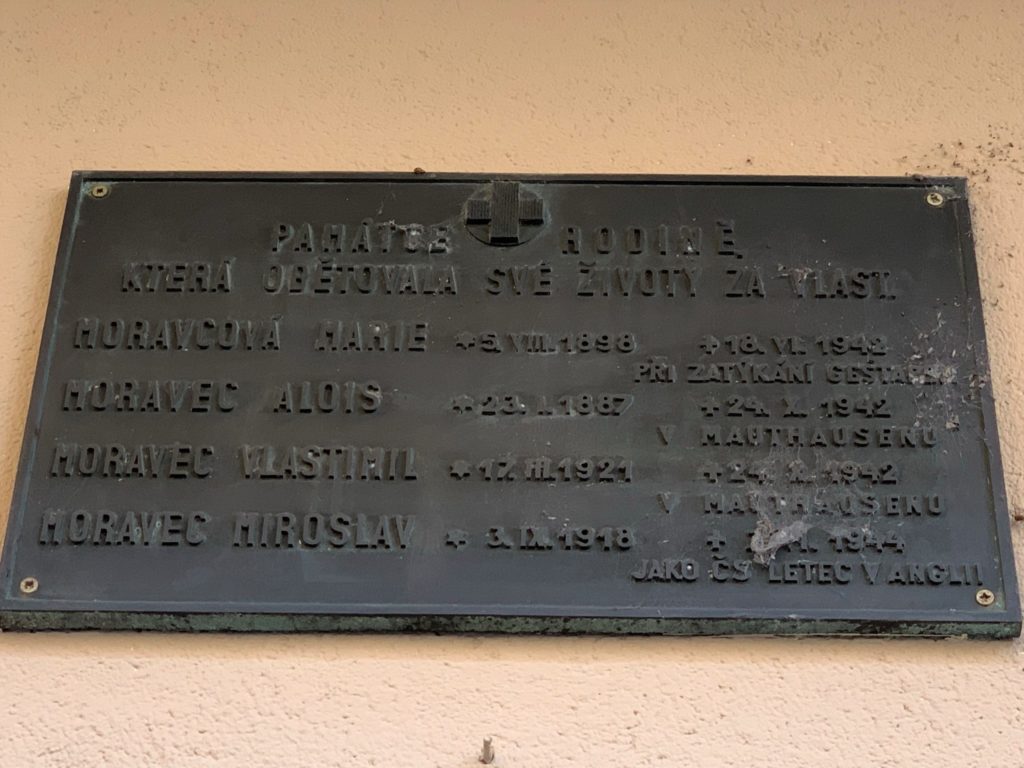 PAMÁTCE RODINĚ,
KTERÁ OBĚTOVALA SVÉ ŽIVOTY ZA VLAST.
MORAVCOVÁ MARIE * 5. VIII. 1898 + 18. VI. 1942
PŘI ZATÝKÁNÍ GESTAPEM
MORAVEC ALOIS * 23. I. 1887 + 24. X. 1942
V MAUTHAUSENU
MORAVEC VLASTIMIL * 17. III. 1921 + 24. X. 1942
V MAUTHAUSENU
MORAVEC MIROSLAV * 3. IX. 1918 + 1944
JAKO ČS LETEC V ANGLII